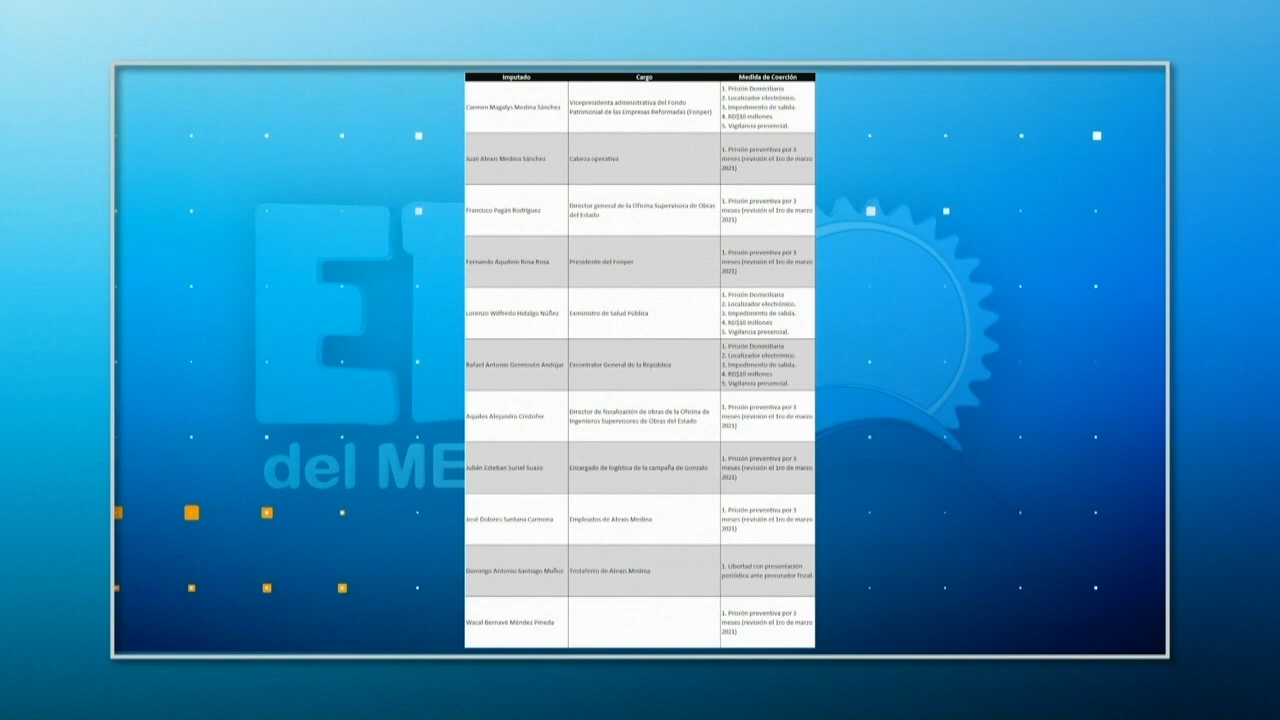 Imputado Cargo Medida de Coerción
Carmen Magalys Medina Sánchez
Vicepresidenta administrativa del Fondo
Patrimonial de las Empresas Reformadas (Fonper)
1. Prisión Domiciliaria
2. Localizador electrónico.
3. Impedimento de salida.
4. RD$10 millones
5. Vigilancia presencial.
Juan Alexis Medina Sánchez
Cabeza operativa
1. Prisión preventiva por 3
meses (revisión el 1ro de marzo
2021)
Francisco Pagán Rodríguez
Director general de la Oficina Supervisora de Obras
del Estado
1. Prisión preventiva por 3
meses (revisión el 1ro de marzo
2021)
Fernando Aquilino Rosa Rosa
Presidente del Fonper
1. Prisión preventiva por 3
meses (revisión el 1ro de marzo
2021)
Lorenzo Wilfredo Hidalgo Núñez
Exministro de Salud Pública
1. Prisión Domiciliaria
2. Localizador electrónico.
3. Impedimento de salida.
4. RD$10 millones
5. Vigilancia presencial.
Rafael Antonio Germosén Andújar
Excontralor General de la República
1. Prisión Domiciliaria
2. Localizador electrónico.
3. Impedimento de salida.
4. RD$10 millones
5. Vigilancia presencial.
Aquiles Alejandro Cristofer
Director de fiscalización de obras de la Oficina de
Ingenieros Supervisores de Obras del Estado
1. Prisión preventiva por 3
meses (revisión el 1ro de marzo
2021)
Julián Esteban Suriel Suazo
Encargado de logística de la campaña de Gonzalo
1. Prisión preventiva por 3
meses (revisión el 1ro de marzo
2021)
José Dolores Santana Carmona
Empleados de Alexis Medina
1. Prisión preventiva por 3
meses (revisión el 1ro de marzo
2021)
Domingo Antonio Santiago Muñoz
Testaferro de Alexis Medina
1. Libertad con presentación
periódica ante procurador fiscal.
Wacal Bernavé Méndez Pineda
1. Prisión preventiva por 3
meses (revisión el 1ro de marzo
2021)
del